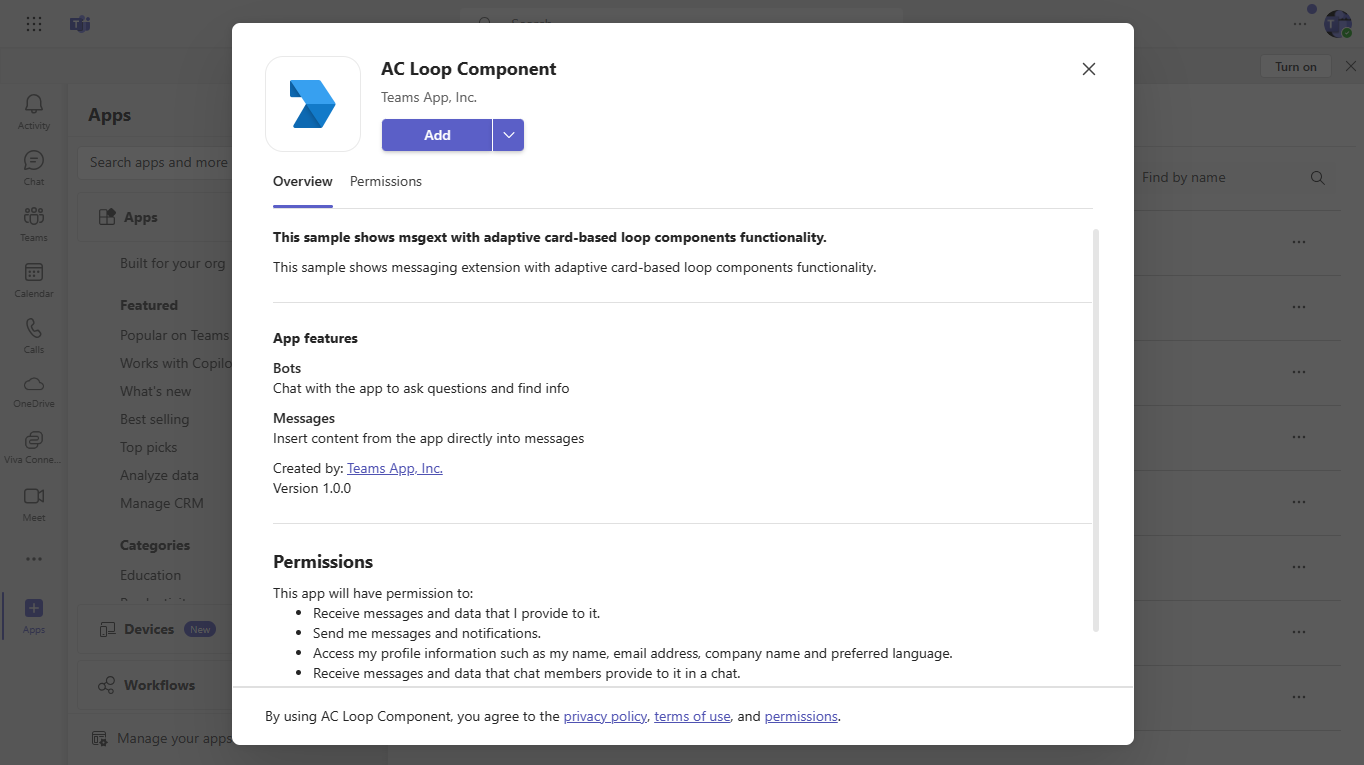 Search
Turn on
Activity
Chat
Teams
Calendar
Calls
OneDrive
Viva Conne...
Meet
Apps
Apps
Search apps and more
Apps
Built for your org
Featured
Popular on Teams
Works with Copilo
What's new
Best selling
Top picks
Analyze data
Manage CRM
Categories
Education
Devices New
Workflows
Manage your apps
Find by name
AC Loop Component
Teams App, Inc.
Add
Overview Permissions
This sample shows msgext with adaptive card-based loop components functionality.
This sample shows messaging extension with adaptive card-based loop components functionality.
App features
Bots
Chat with the app to ask questions and find info
Messages
Insert content from the app directly into messages
Created by: Teams App, Inc.
Version 1.0.0
Permissions
This app will have permission to:
• Receive messages and data that I provide to it.
• Send me messages and notifications.
• Access my profile information such as my name, email address, company name and preferred language.
• Receive messages and data that chat members provide to it in a chat.
By using AC Loop Component, you agree to the privacy policy, terms of use, and permissions.